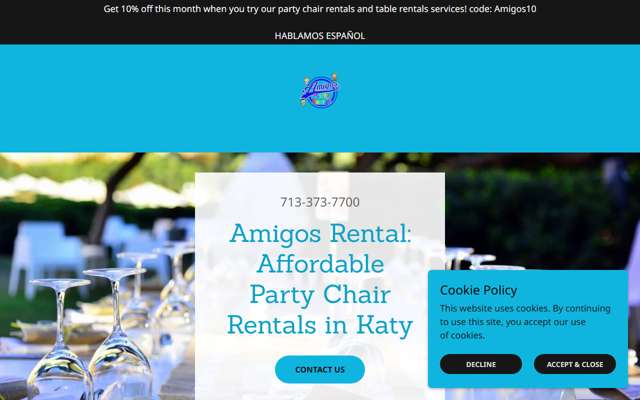 Get 10% off this month when you try our party chair rentals and table rentals services! code: Amigos10
HABLAMOS ESPAÑOL
Amigos
713-373-7700
Amigos Rental:
Affordable
Party Chair
Rentals in Katy
CONTACT US
Cookie Policy
This website uses cookies. By continuing
to use this site, you accept our use
of cookies.
DECLINE
ACCEPT & CLOSE